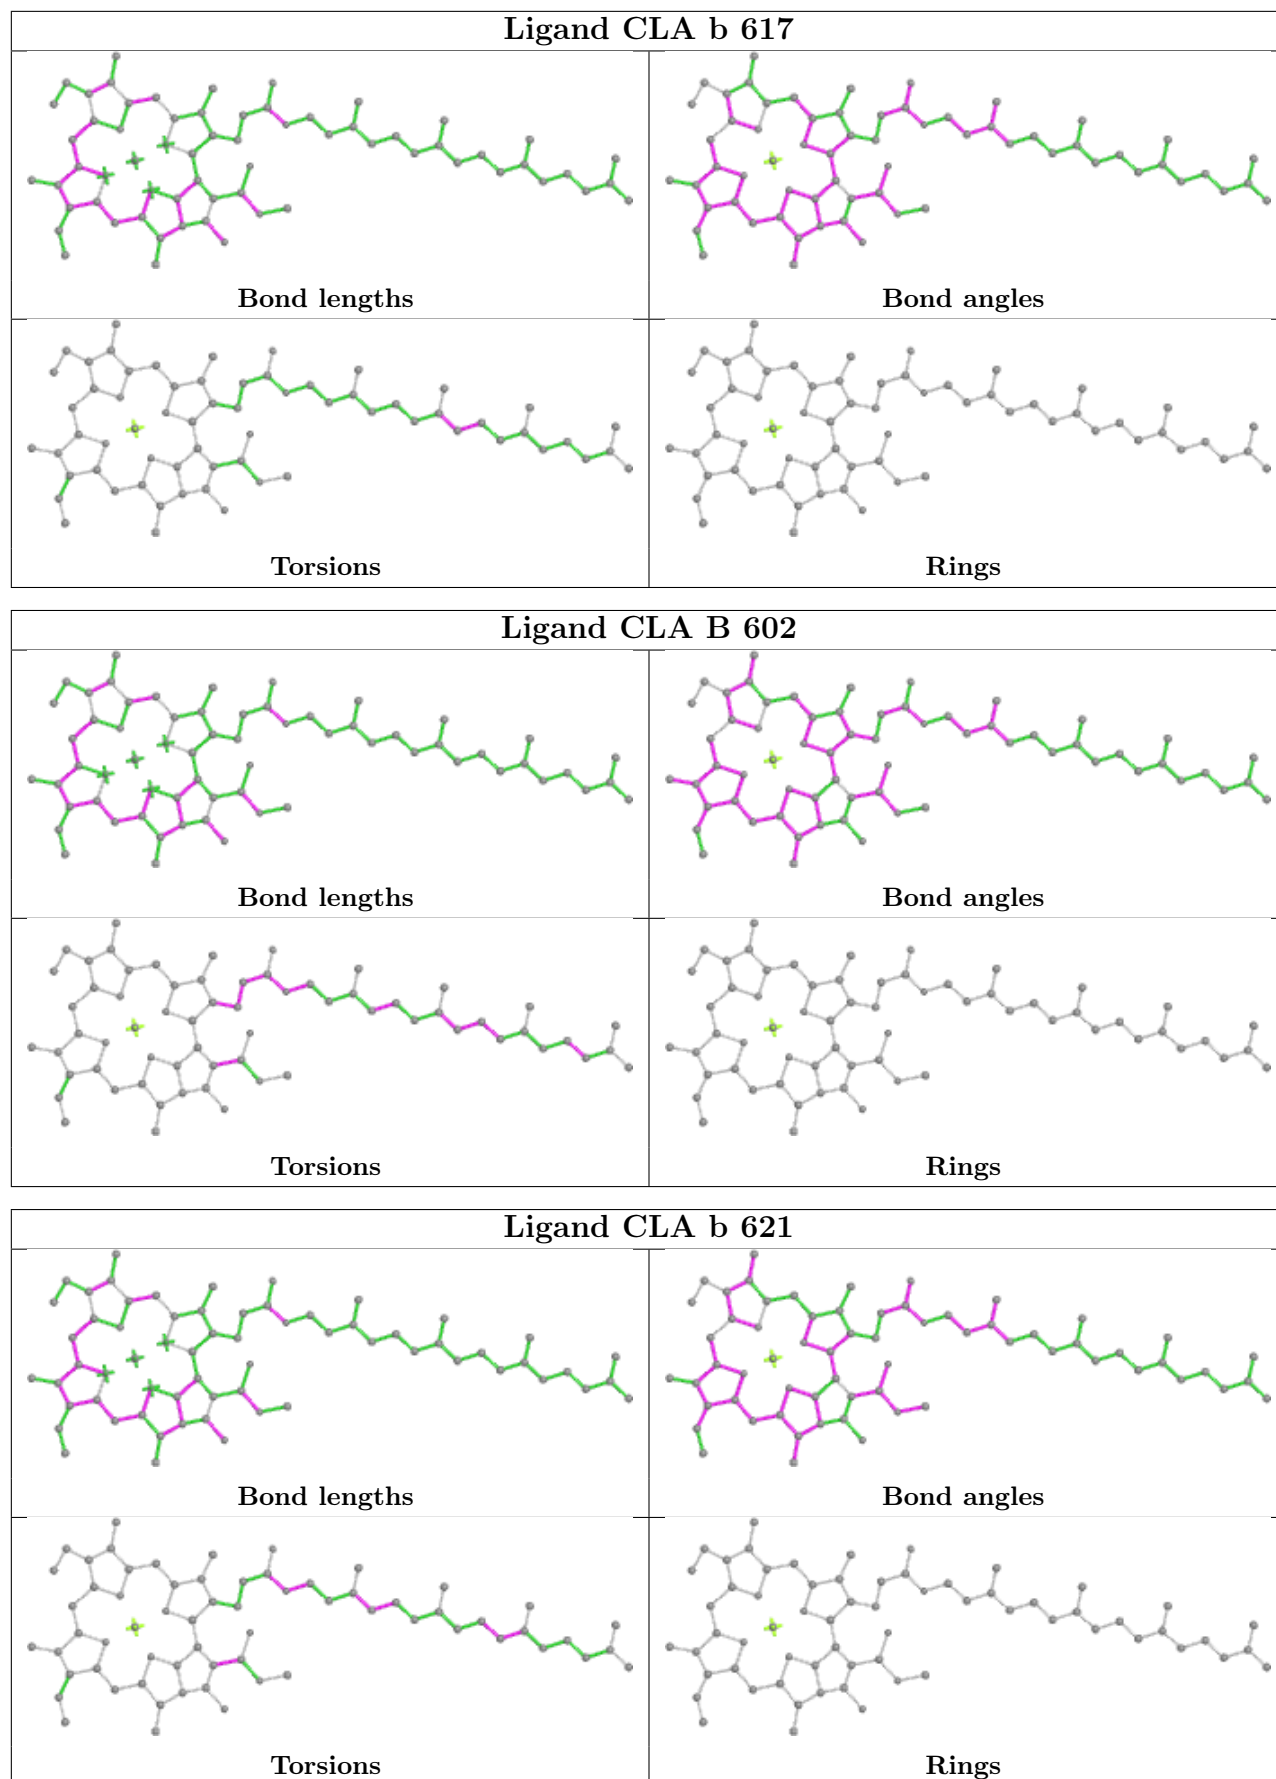 Ligand CLA b 617
Bond lengths
Bond angles
Torsions
Rings
Ligand CLA B 602
Bond lengths
Bond angles
Torsions
Rings
Ligand CLA b 621
Bond lengths
Bond angles
Torsions
Rings